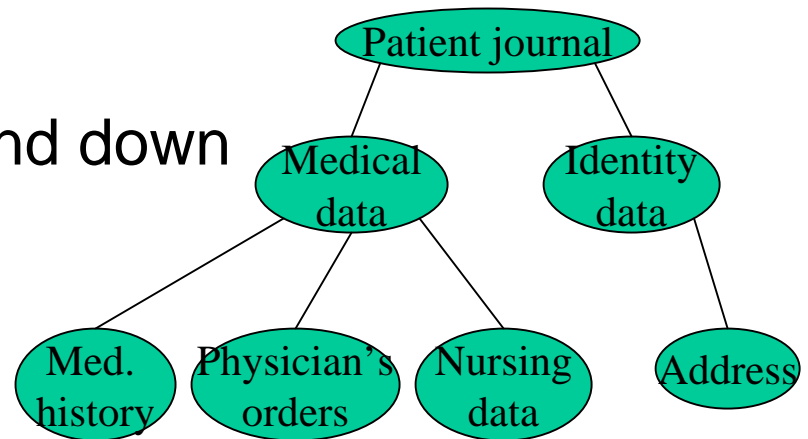 Patient journal
nd down
Medical
data
Identity
data
Med.
history
Physician's
orders
Nursing
data
Address